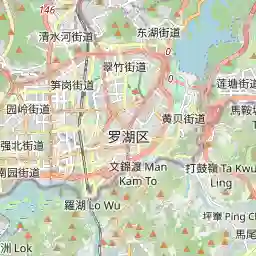 146
清水河街道
东湖街道
翠竹街道
0
笋岗街道
莲塘街道
园岭街道
黄贝街道
馬鞍
强北街道
罗湖区
0
南园街道
文錦渡 Man
Kam To
打鼓嶺 Ta Kwu
Ling
羅湖 Lo Wu
坪輋 Ping Ch
洲 Lok
馬尾